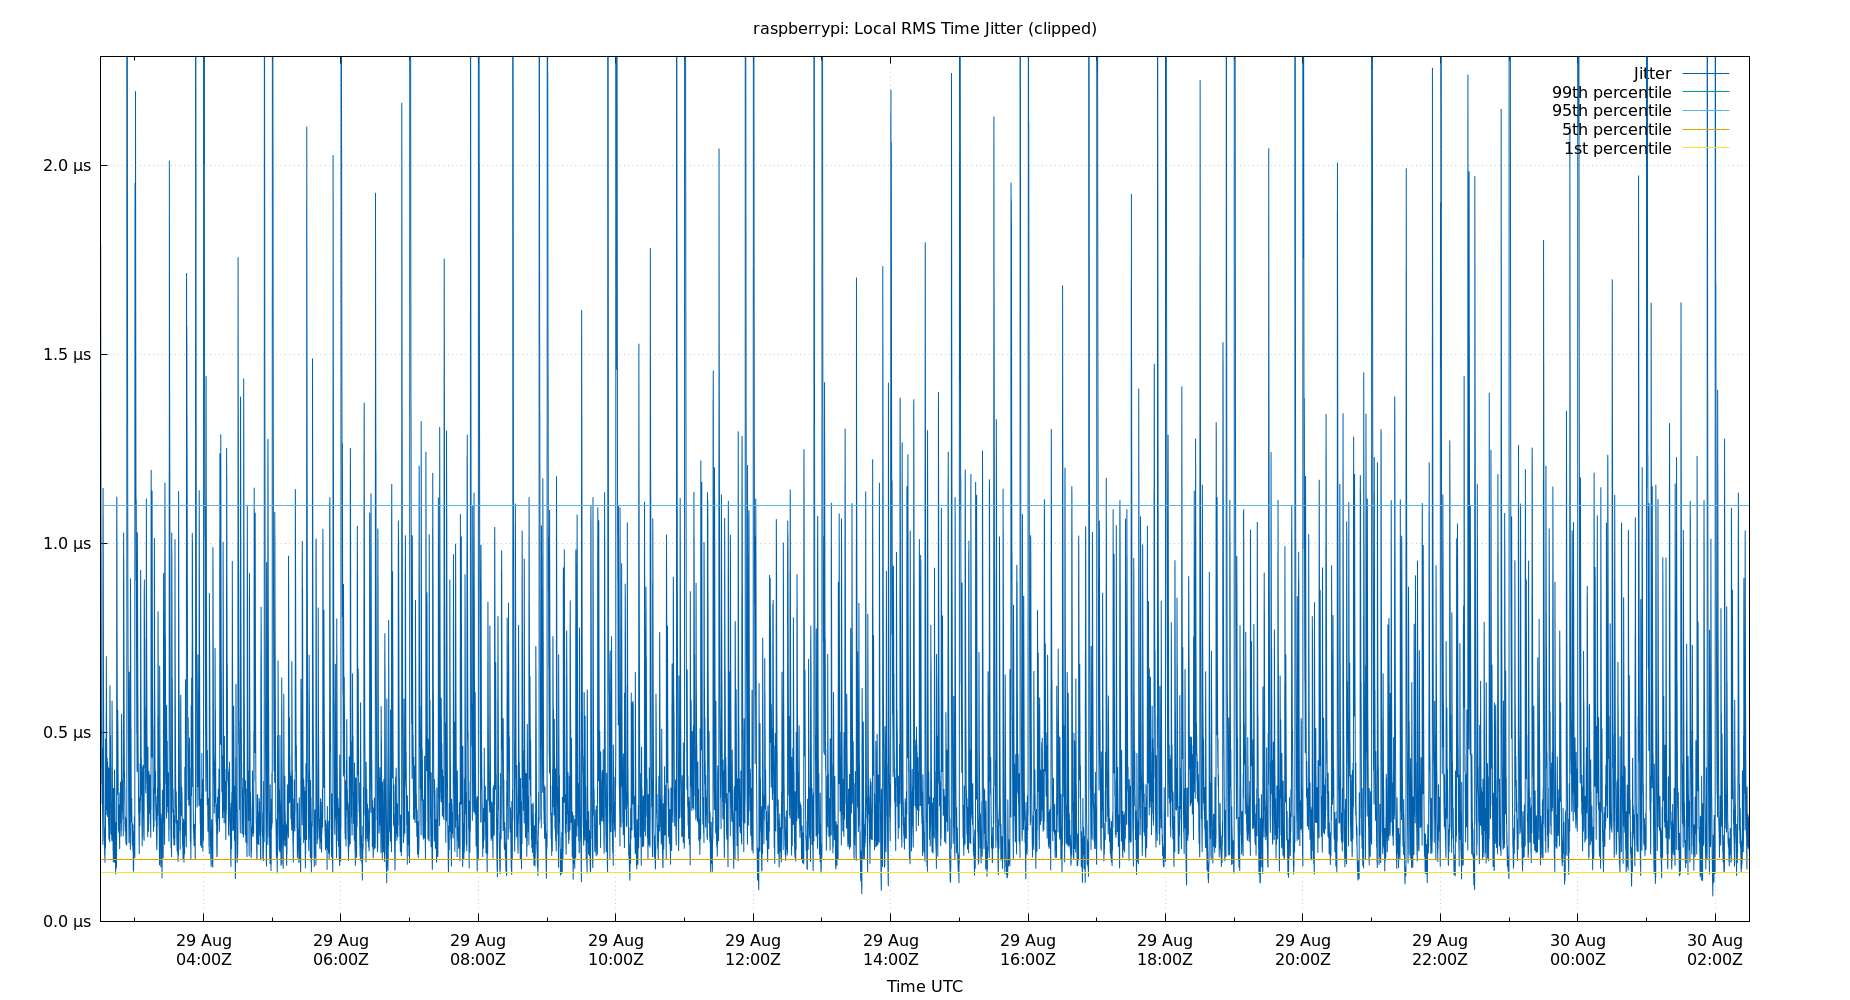 raspberrypi: Local RMS Time Jitter (clipped)
Jitter
99th percentile
95th percentile
5th percentile
1st percentile
2.0 µs
1.5 µs
1.0 µs
0.5 µs
0.0 µs
29 Aug 29 Aug 29 Aug 29 Aug 29 Aug 29 Aug 29 Aug 29 Aug 29 Aug 29 Aug 30 Aug 30 Aug
04:00Z 06:00Z 08:00Z 10:00Z 12:00Z 14:00Z 16:00Z 18:00Z 20:00Z 22:00Z 00:00Z 02:00Z
Time UTC